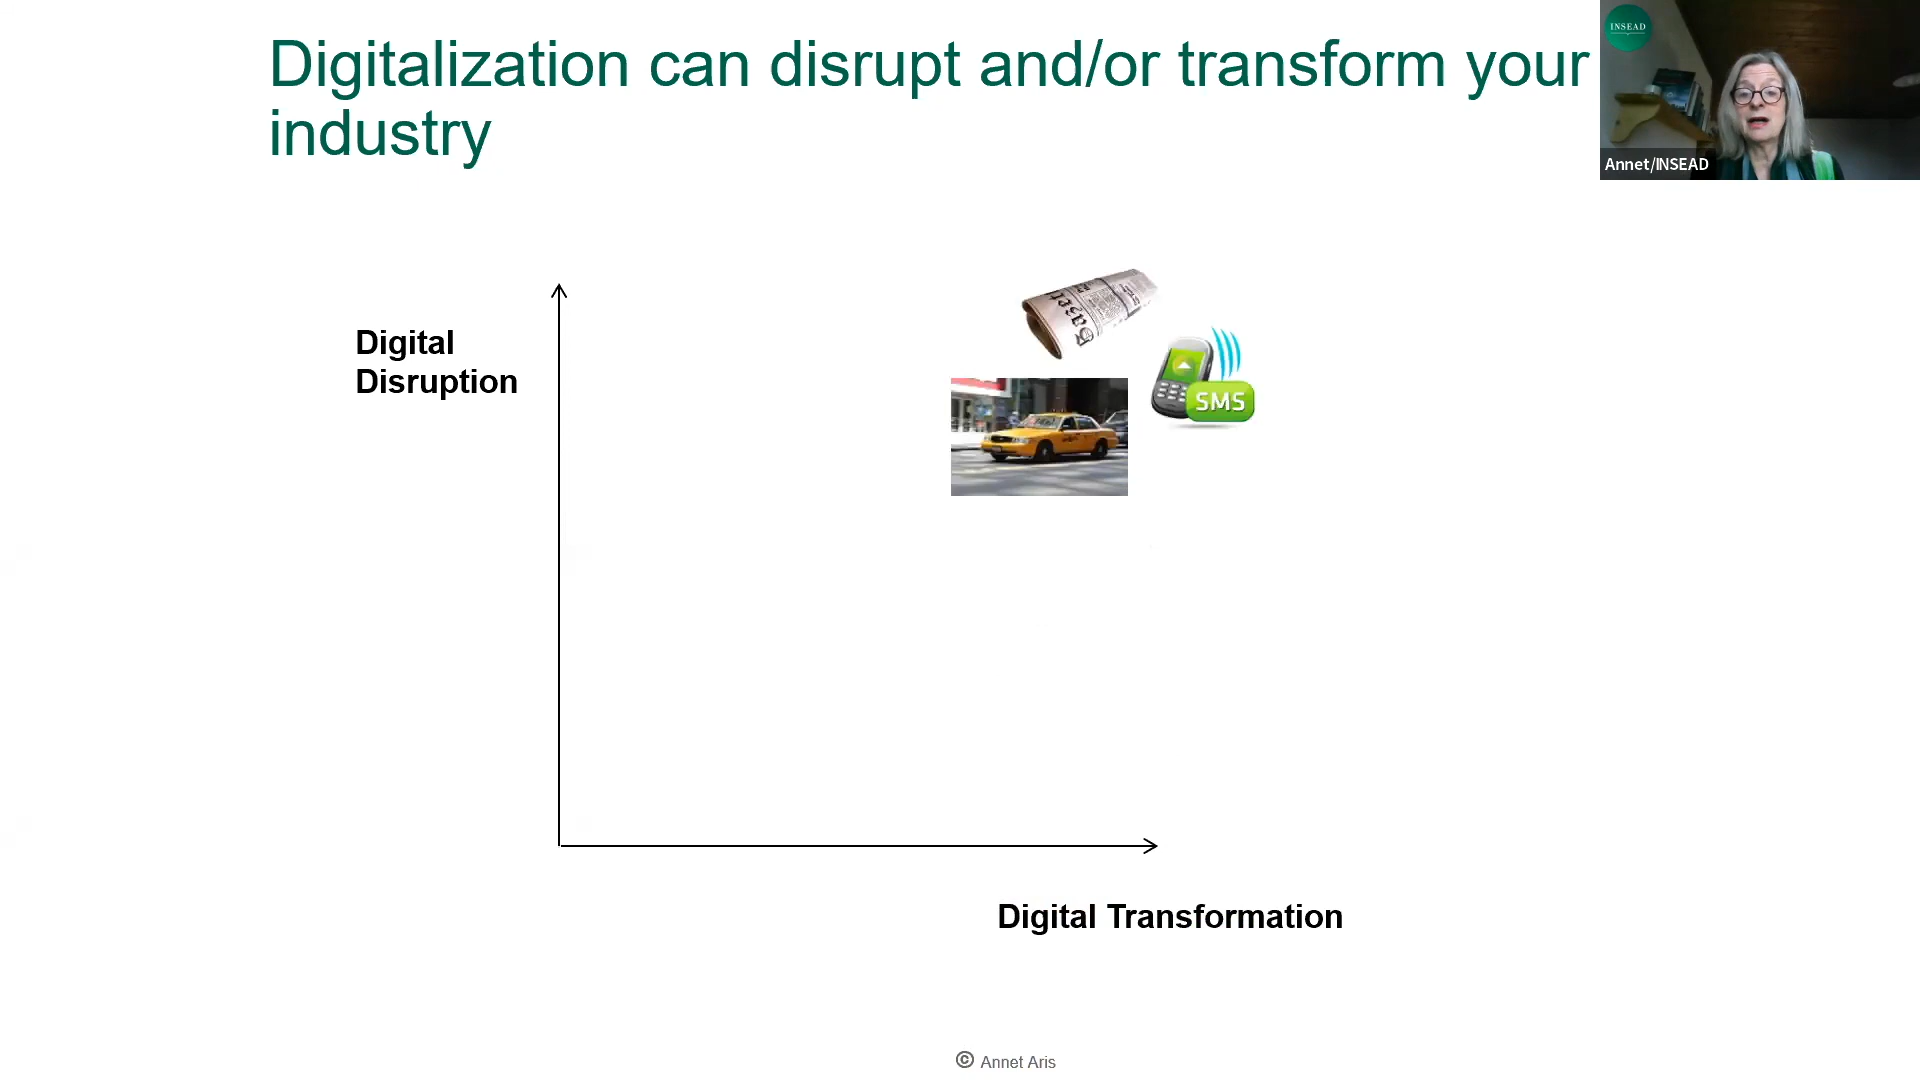 Digitalization can disrupt and/or transform your
industry
INSEAD
Annet/INSEAD
Digital
Disruption
SMS
Digital Transformation
© Annet Aris